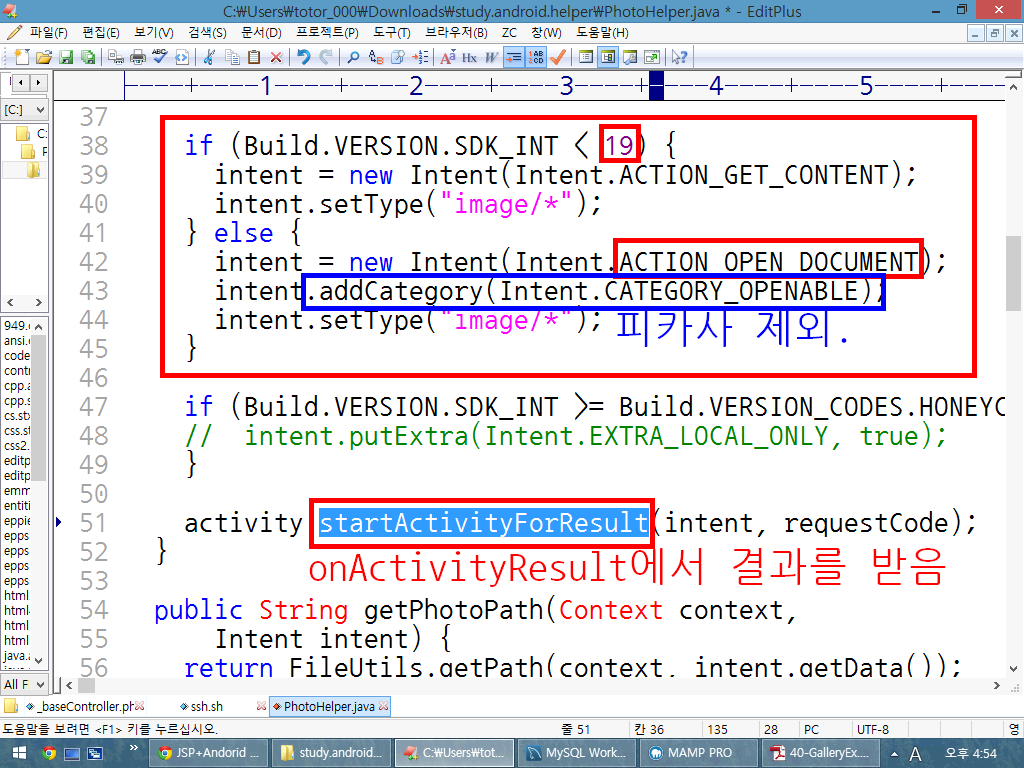 C:\Users\totor_000\Downloads\study.android.helper\PhotoHelper.java * - EditPlus
파일(F) 편집(E) 보기(V) 검색(S) 문서(D) 프로젝트(P) 도구(T) 브라우저(B) ZC 창(W) 도움말(H)
----+----1----+----2----+----3----+----4----+----5----+
[C:]
C:
37
38 if (Build.VERSION.SDK_INT < 19) {
39 intent = new Intent(Intent.ACTION_GET_CONTENT);
40 intent.setType("image/*");
41 } else {
42 intent = new Intent(Intent.ACTION_OPEN_DOCUMENT);
43 intent.addCategory(Intent.CATEGORY_OPENABLE);
44 intent.setType("image/*"); 피카사 제외.
45 }
46
47 if (Build.VERSION.SDK_INT >= Build.VERSION_CODES.HONEYC
48 // intent.putExtra(Intent.EXTRA_LOCAL_ONLY, true);
49 }
50
51 activity startActivityForResult(intent, requestCode);
52 }
onActivityResult에서 결과를 받음
53
54 public String getPhotoPath(Context context,
55 Intent intent) {
56 return FileUtils.getPath(context, intent.getData());
949.c
ansi.c
code
contr
cpp.a
cpp.s
cs.stx
css.st
css2.
editp
editp
emm
entiti
eppie
epps
epps
epps
epps
html
html
html
html
java.a
All F
_baseController.ph ssh.sh PhotoHelper.java
도움말을 보려면 <F1> 키를 누르십시오. 줄 51 칸 36 135 28 PC UTF-8 영
JSP+Andorid ... study.android... C:\Users\tot... MySQL Work... MAMP PRO 40-GalleryEx... A 오후 4:54